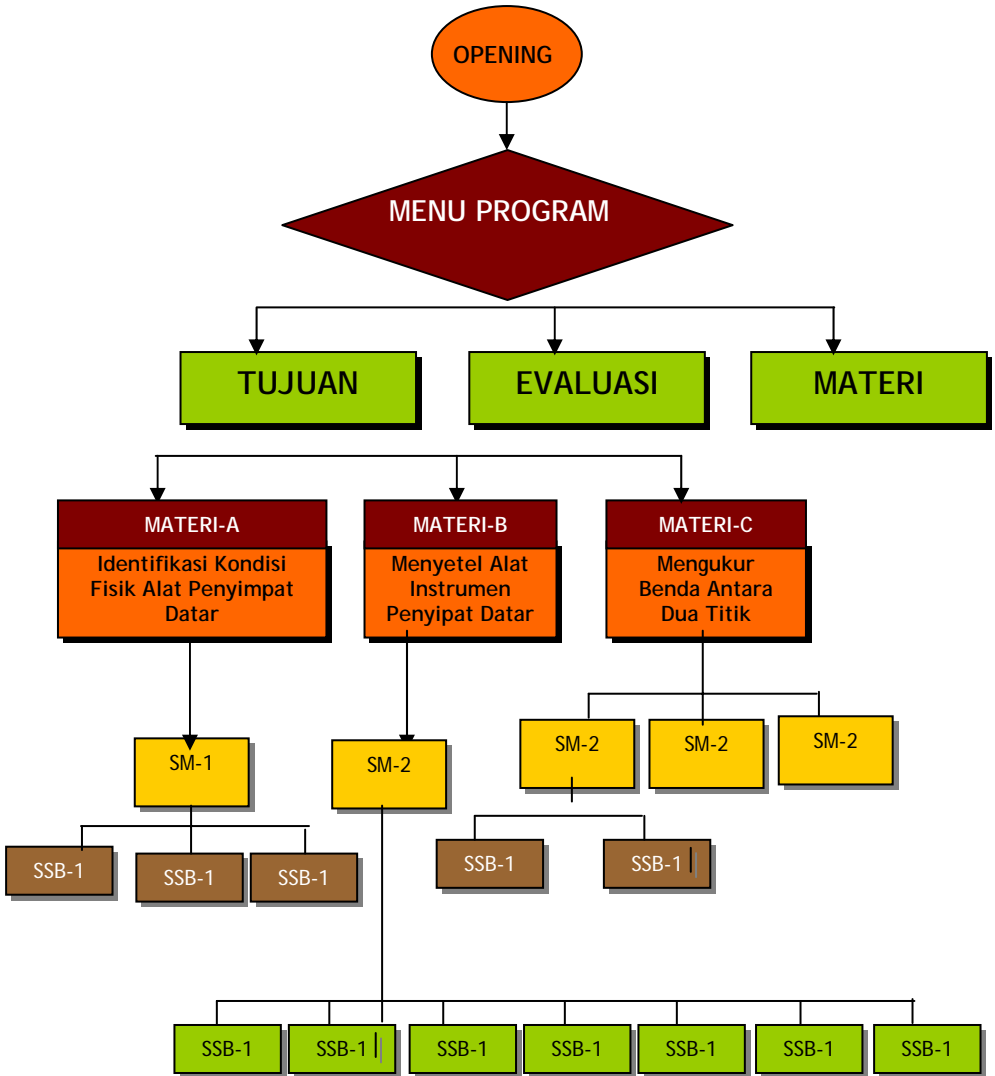 OPENING
MENU PROGRAM
TUJUAN
EVALUASI
MATERI
MATERI-A
Identifikasi Kondisi
Fisik Alat Penyimpat
Datar
MATERI-B
Menyetel Alat
Instrumen
Penyipat Datar
MATERI-C
Mengukur
Benda Antara
Dua Titik
SM-1
SM-2
SM-2
SM-2
SM-2
SSB-1
SSB-1
SSB-1
SSB-1
SSB-1
SSB-1
SSB-1
SSB-1
SSB-1
SSB-1
SSB-1
SSB-1